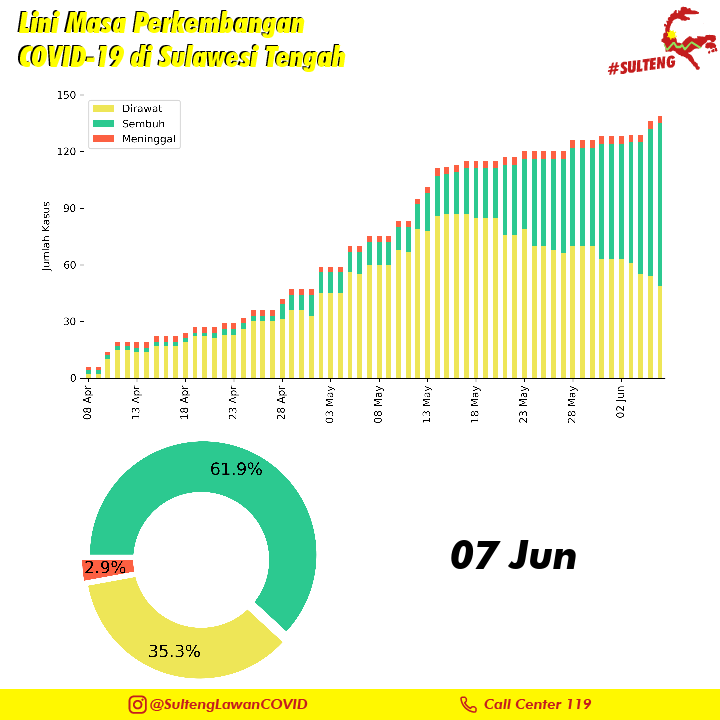 Lini Masa Perkembangan
COVID-19 di Sulawesi Tengah
#SULTENG
150
120
90
60
30
0
Jumlah Kasus
Dirawat
Sembuh
Meninggal
08 Apr
13 Apr
18 Apr
23 Apr
28 Apr
03 May
08 May
13 May
18 May
23 May
28 May
02 Jun
61.9%
2.9%
35.3%
07 Jun
@SultengLawanCOVID
Call Center 119